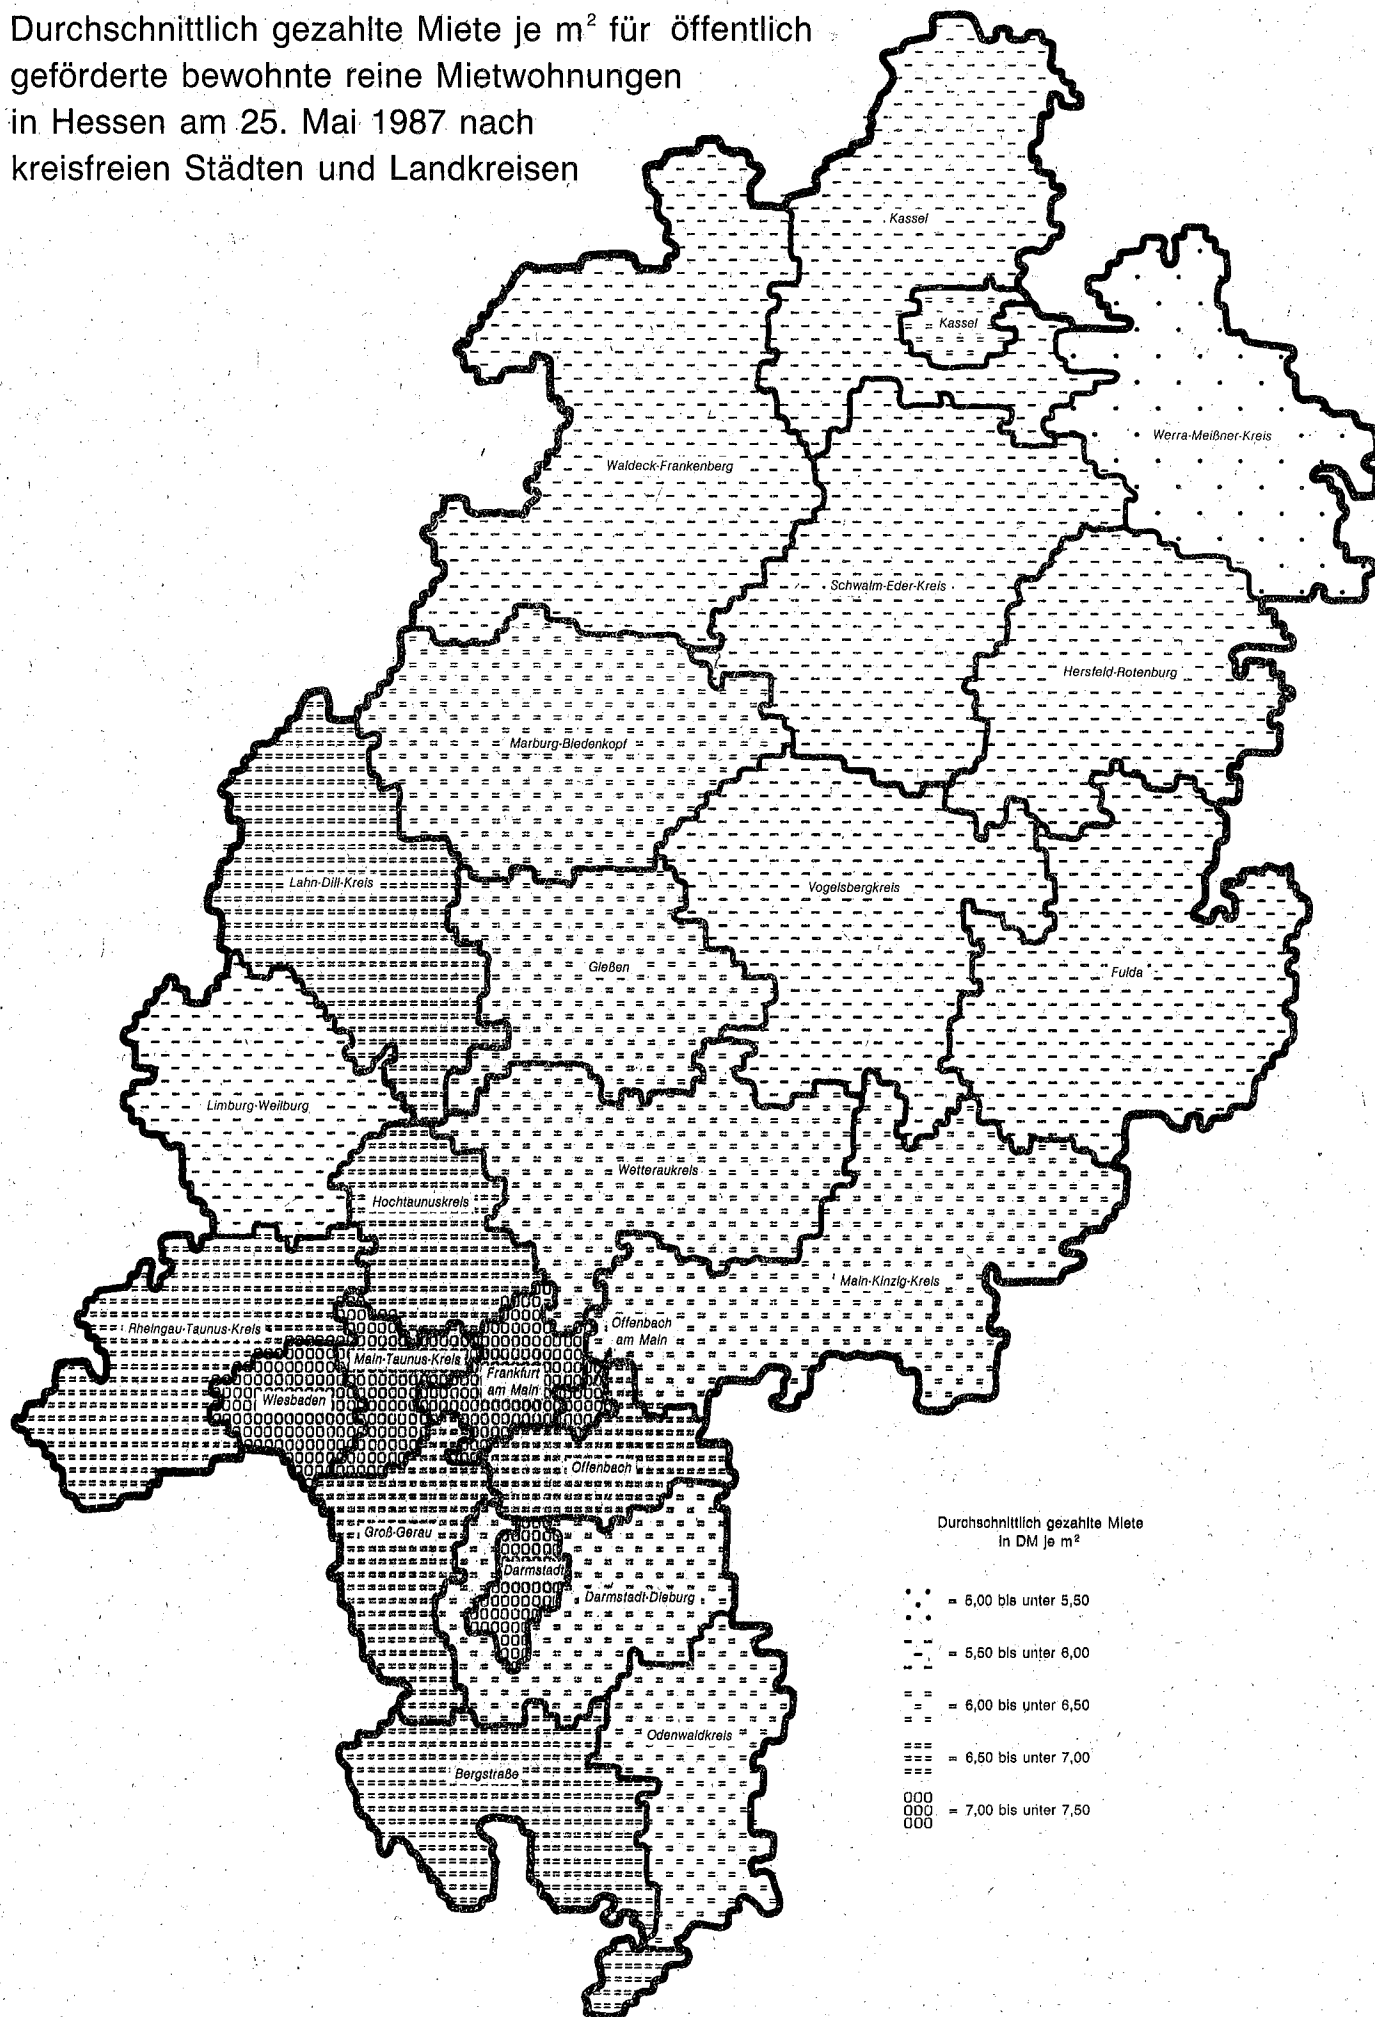 Durchschnittlich gezahlte Miete je m² für öffentlich
geförderte bewohnte reine Mietwohnungen
in Hessen am 25. Mai 1987 nach
kreisfreien Städten und Landkreisen
Kassel
Kassel
Werra-Meißner-Kreis
Waldeck-Frankenberg
Schwalm-Eder-Kreis
Hersfeld-Rotenburg
Marburg-Biedenkopf
Lahn-Dill-Kreis
Vogelsbergkreis
Gießen
Fulda
Limburg-Weilburg
Wetteraukreis
Hochtaunuskreis
Main-Kinzig-Kreis
Offenbach
am Main
Rheingau-Taunus-Kreis
Main-Taunus-Kreis
Frankfurt
am Main
Wiesbaden
Offenbach
Groß-Gerau
Darmstadt
Darmstadt-Dieburg
Odenwaldkreis
Bergstraße
Durchschnittlich gezahlte Miete
in DM je m²
= 5,00 bis unter 5,50
= 5,50 bis unter 6,00
= 6,00 bis unter 6,50
= 6,50 bis unter 7,00
= 7,00 bis unter 7,50